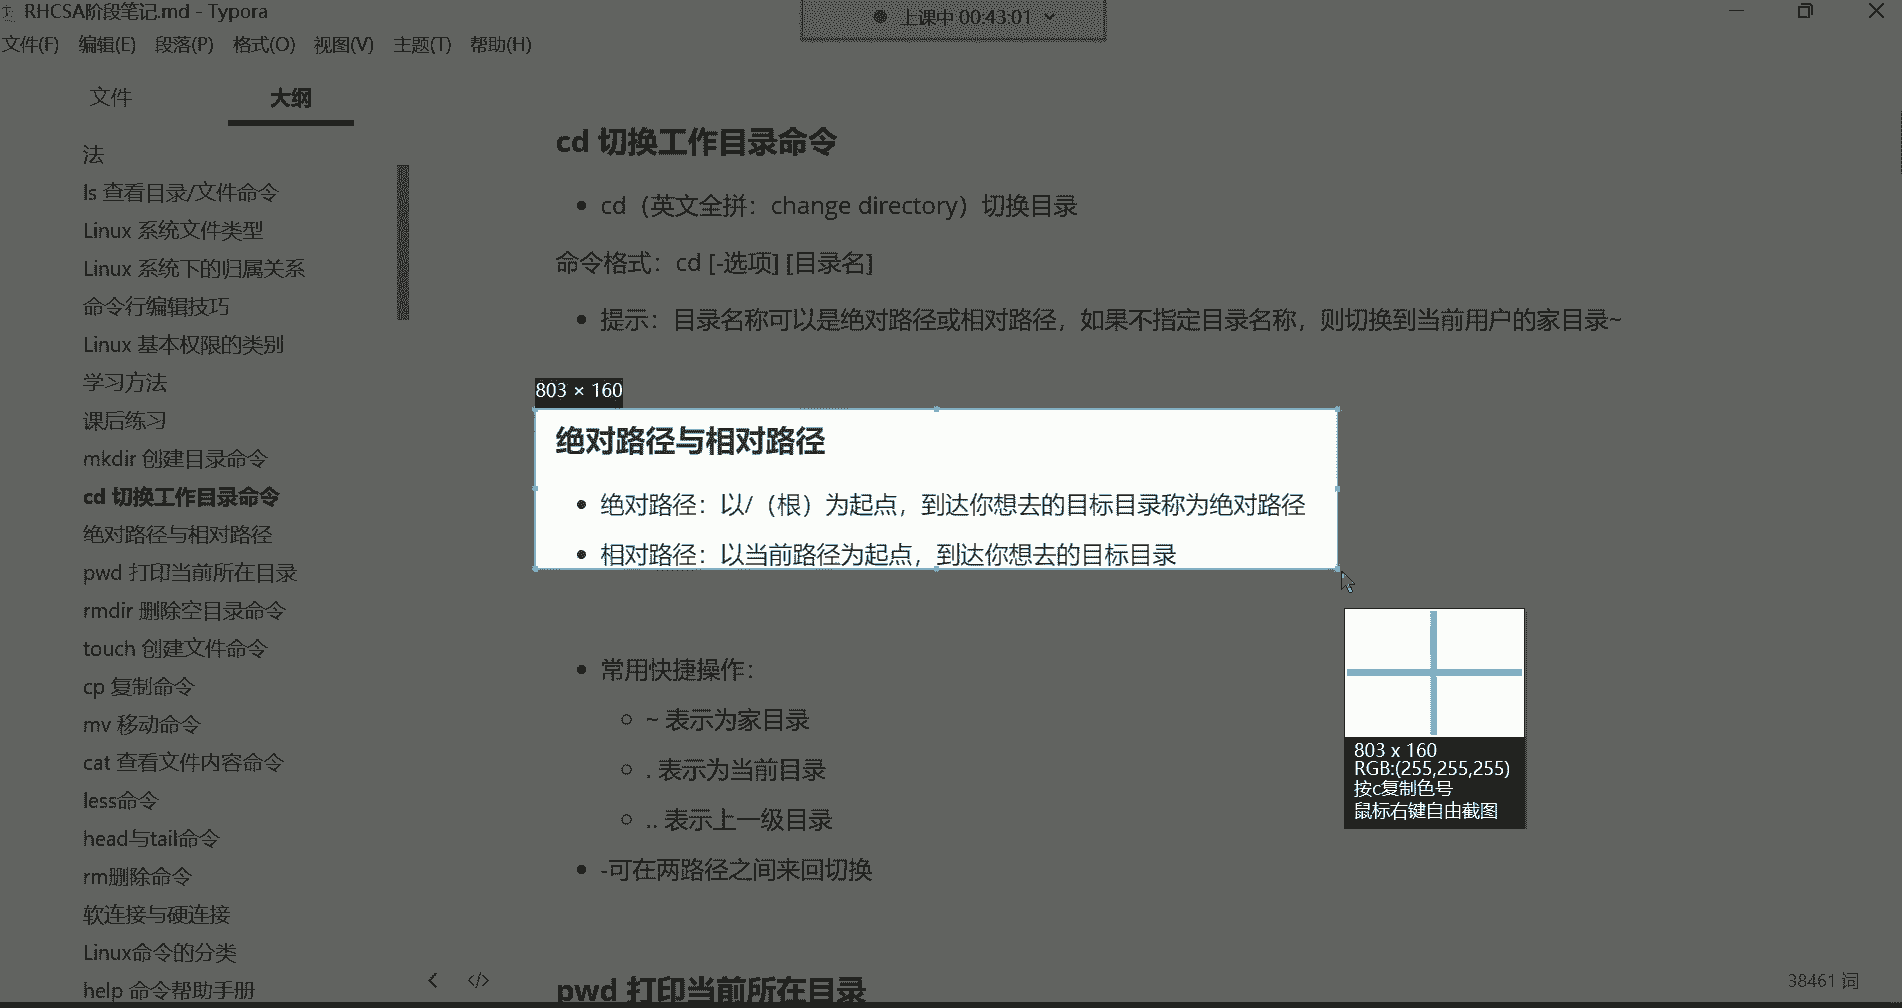 RHCSA阶段笔记.md - Typora
上课中 00:43:01
文件(F) 编辑(E) 段落(P) 格式(O) 视图(V) 主题(T) 帮助(H)
文件 大纲
法
ls 查看目录/文件命令
Linux 系统文件类型
Linux 系统下的归属关系
命令行编辑技巧
Linux 基本权限的类别
学习方法
课后练习
mkdir 创建目录命令
cd 切换工作目录命令
绝对路径与相对路径
pwd 打印当前所在目录
rmdir 删除空目录命令
touch 创建文件命令
cp 复制命令
mv 移动命令
cat 查看文件内容命令
less命令
head与tail命令
rm删除命令
软连接与硬连接
Linux命令的分类
help 命令帮助手册
cd 切换工作目录命令
cd（英文全拼：change directory）切换目录
命令格式：cd [-选项] [目录名]
提示：目录名称可以是绝对路径或相对路径，如果不指定目录名称，则切换到当前用户的家目录~
803 × 160
绝对路径与相对路径
绝对路径：以/（根）为起点，到达你想去的目标目录称为绝对路径
相对路径：以当前路径为起点，到达你想去的目标目录
常用快捷操作：
~ 表示为家目录
. 表示为当前目录
.. 表示上一级目录
-可在两路径之间来回切换
pwd 打印当前所在目录
803 x 160
RGB:(255,255,255)
按c复制色号
鼠标右键自由截图
38461 词